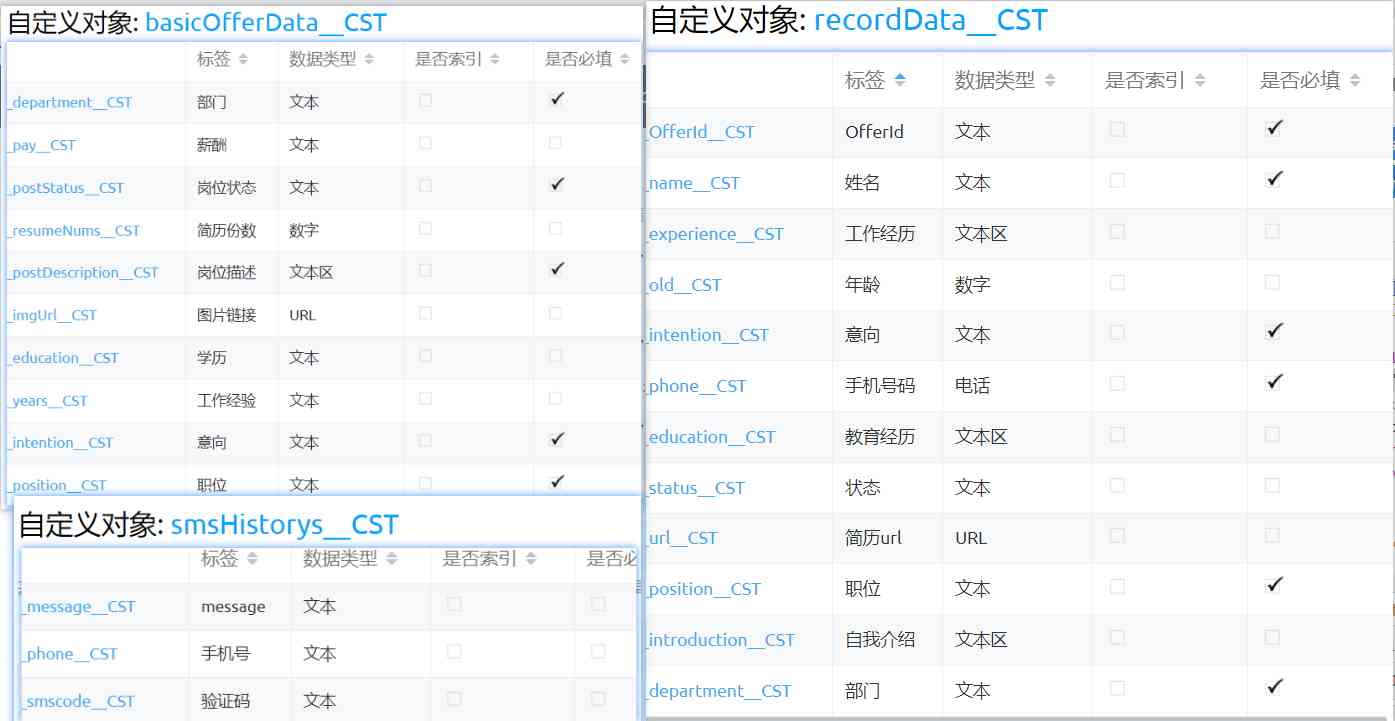 自定义对象: basicOfferData__CST
标签 数据类型 是否索引 是否必填
_department__CST 部门 文本
_pay__CST 薪酬 文本
_postStatus__CST 岗位状态 文本
_resumeNums__CST 简历份数 数字
_postDescription__CST 岗位描述 文本区
_imgUrl__CST 图片链接 URL
_education__CST 学历 文本
_years__CST 工作经验 文本
_intention__CST 意向 文本
_position__CST 职位 文本
自定义对象: smsHistorys__CST
标签 数据类型 是否索引 是否必
_message__CST message 文本
_phone__CST 手机号 文本
_smscode__CST 验证码 文本
自定义对象: recordData__CST
标签 数据类型 是否索引 是否必填
_OfferId__CST OfferId 文本
_name__CST 姓名 文本
_experience__CST 工作经历 文本区
_old__CST 年龄 数字
_intention__CST 意向 文本
_phone__CST 手机号码 电话
_education__CST 教育经历 文本区
_status__CST 状态 文本
_url__CST 简历url URL
_position__CST 职位 文本
_introduction__CST 自我介绍 文本区
_department__CST 部门 文本